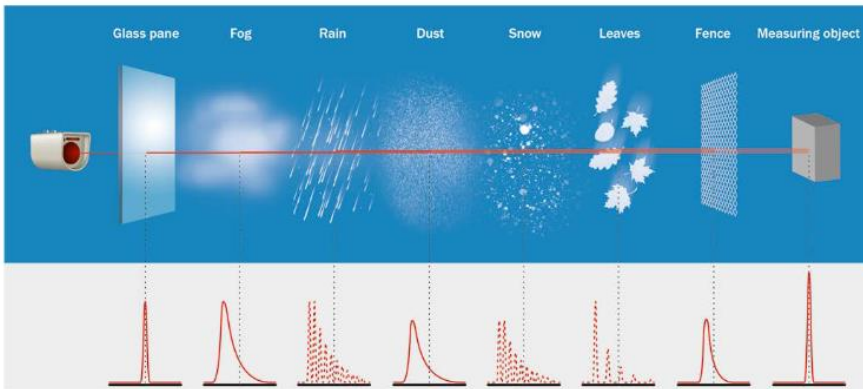 Glass pane
Fog
Rain
Dust
Snow
Leaves
Fence
Measuring object